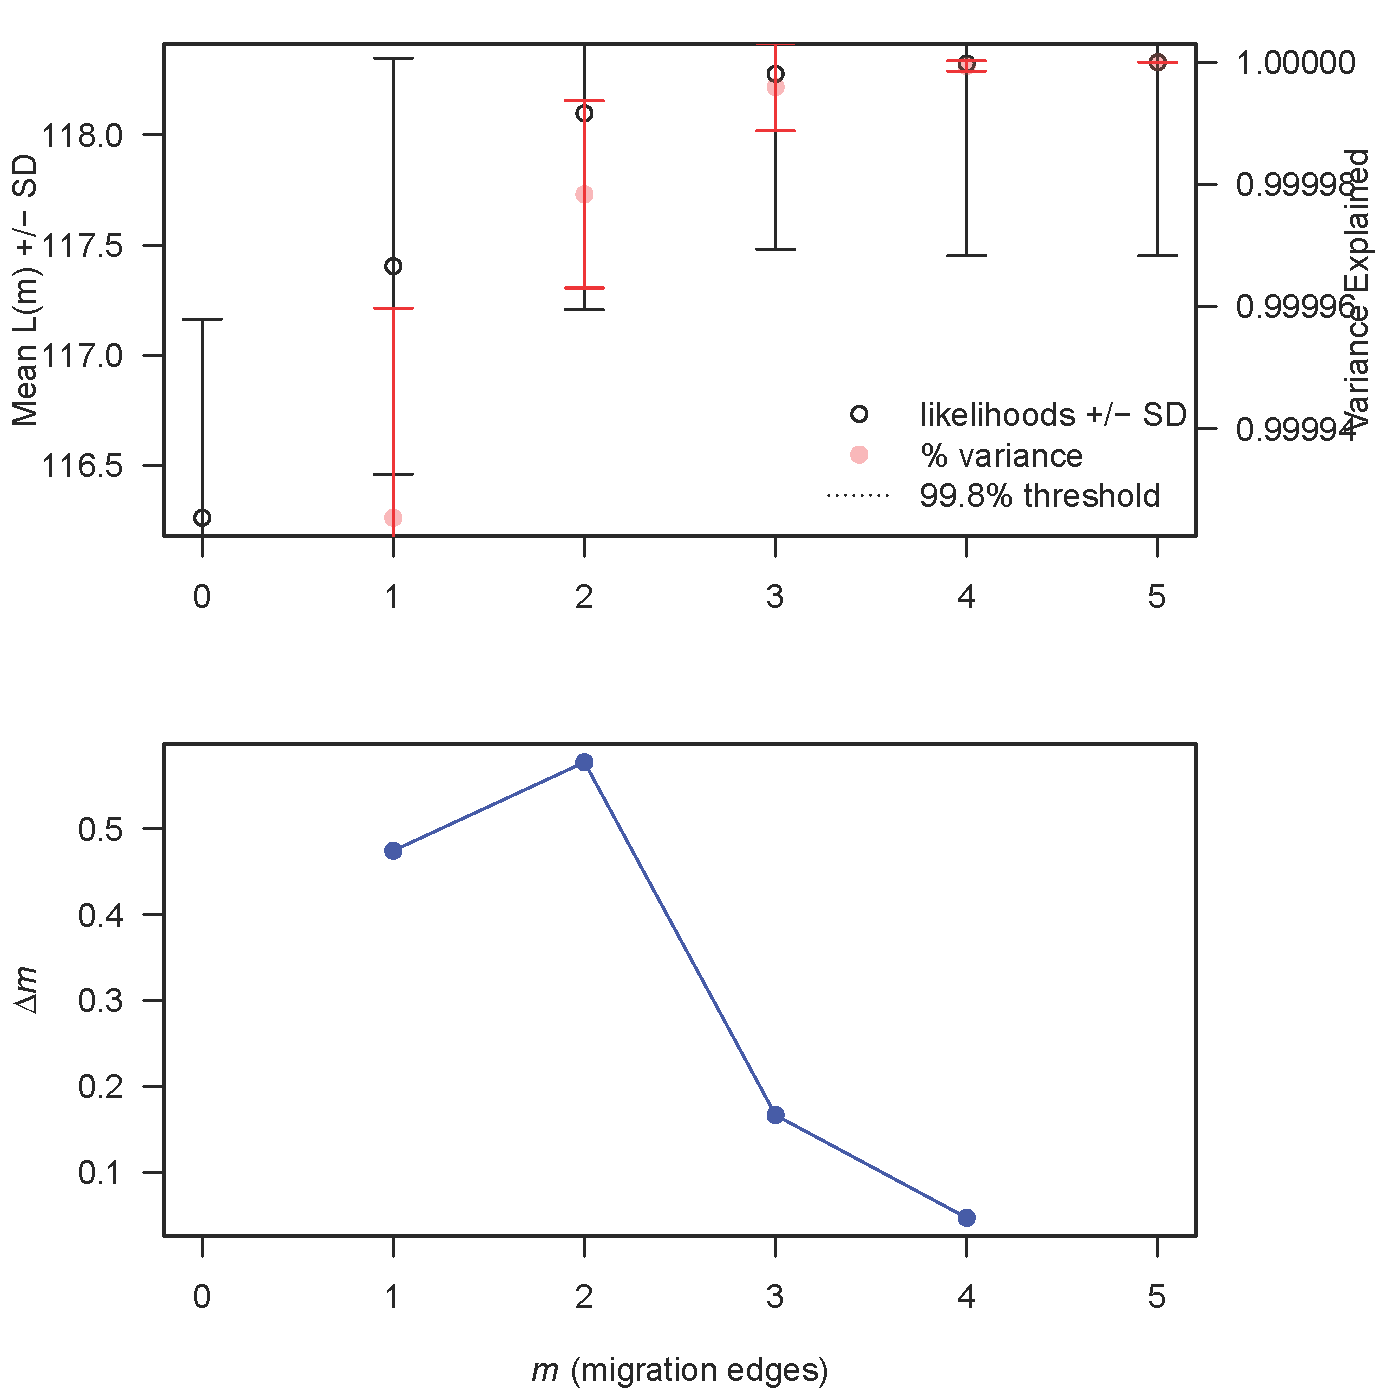 Mean L(m) +/− SD
118.0
117.5
117.0
116.5
1.00000
0.99998
0.99996
0.99994
Variance Explained
likelihoods +/− SD
% variance
99.8% threshold
0 1 2 3 4 5
Δm
0.5
0.4
0.3
0.2
0.1
0 1 2 3 4 5
m (migration edges)